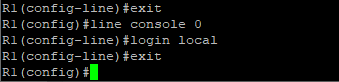 R1(config-line)#exit
R1(config)#line console 0
R1(config-line)#login local
R1(config-line)#exit
R1(config)#